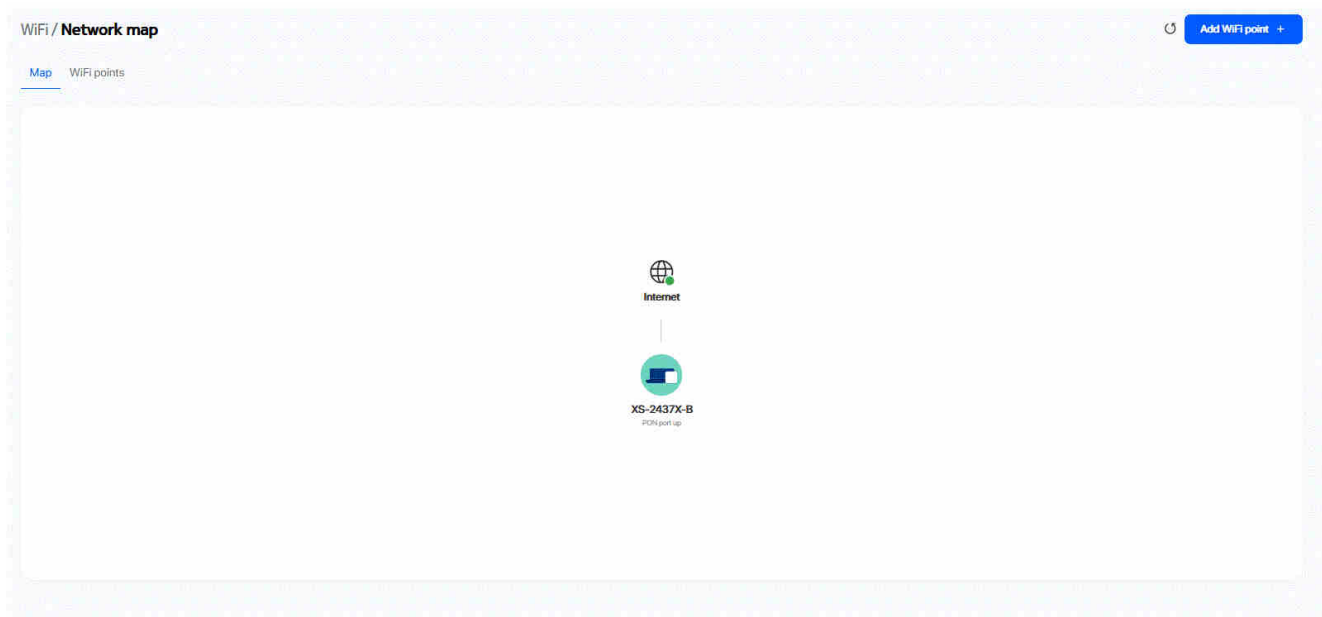 WiFi / Network map
Add WiFi point +
Map WiFi points
Internet
XS-2437X-B
PON port up